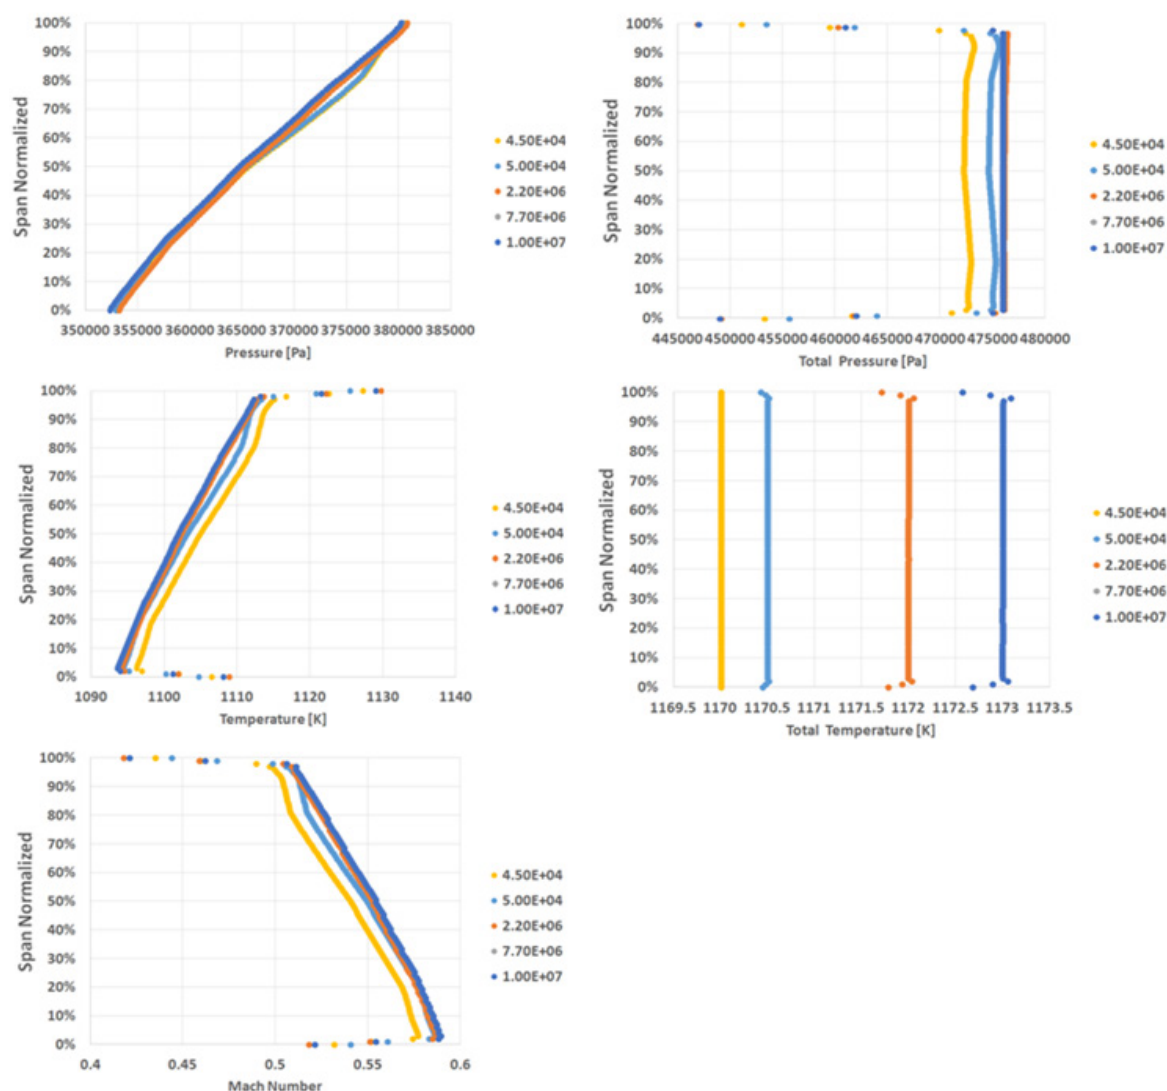 100%
90%
80%
70%
60%
50%
40%
30%
20%
10%
0%
Span Normalized
350000 355000 360000 365000 370000 375000 380000 385000
Pressure [Pa]
4.50E+04
5.00E+04
2.20E+06
7.70E+06
1.00E+07
100%
90%
80%
70%
60%
50%
40%
30%
20%
10%
0%
Span Normalized
445000 450000 455000 460000 465000 470000 475000 480000
Total Pressure [Pa]
4.50E+04
5.00E+04
2.20E+06
7.70E+06
1.00E+07
100%
90%
80%
70%
60%
50%
40%
30%
20%
10%
0%
Span Normalized
1090 1100 1110 1120 1130 1140
Temperature [K]
4.50E+04
5.00E+04
2.20E+06
7.70E+06
1.00E+07
100%
90%
80%
70%
60%
50%
40%
30%
20%
10%
0%
Span Normalized
1169.5 1170 1170.5 1171 1171.5 1172 1172.5 1173 1173.5
Total Temperature [K]
4.50E+04
5.00E+04
2.20E+06
7.70E+06
1.00E+07
100%
90%
80%
70%
60%
50%
40%
30%
20%
10%
0%
Span Normalized
0.4 0.45 0.5 0.55 0.6
Mach Number
4.50E+04
5.00E+04
2.20E+06
7.70E+06
1.00E+07